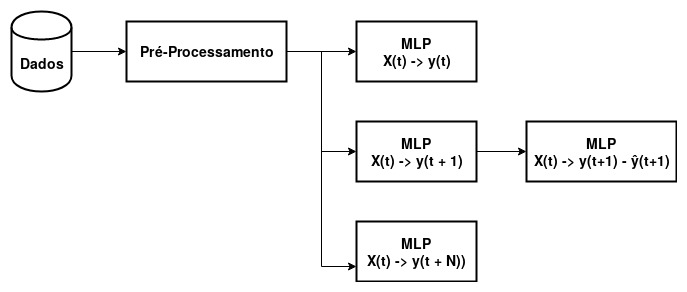 Dados
Pré-Processamento
MLP
X(t) -> y(t)
MLP
X(t) -> y(t + 1)
MLP
X(t) -> y(t+1) - ŷ(t+1)
MLP
X(t) -> y(t + N))